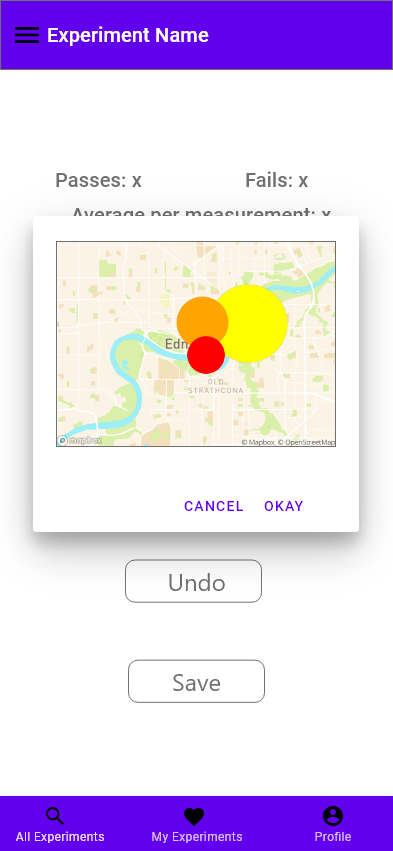 Experiment Name
Passes: x Fails: x
Average per measurement: x
OLD
STRATHCONA
mapbox
© Mapbox, © OpenStreetMap
CANCEL OKAY
Undo
Save
All Experiments My Experiments Profile